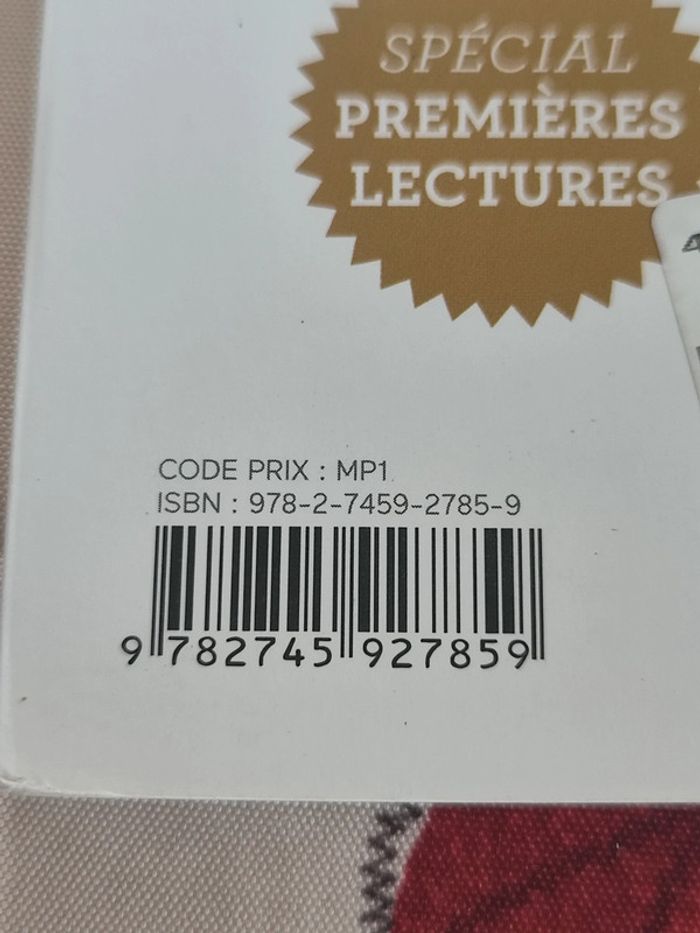 SPÉCIAL
PREMIÈRES
LECTURES
CODE PRIX : MP1
ISBN : 978-2-7459-2785-9
9 782745 927859